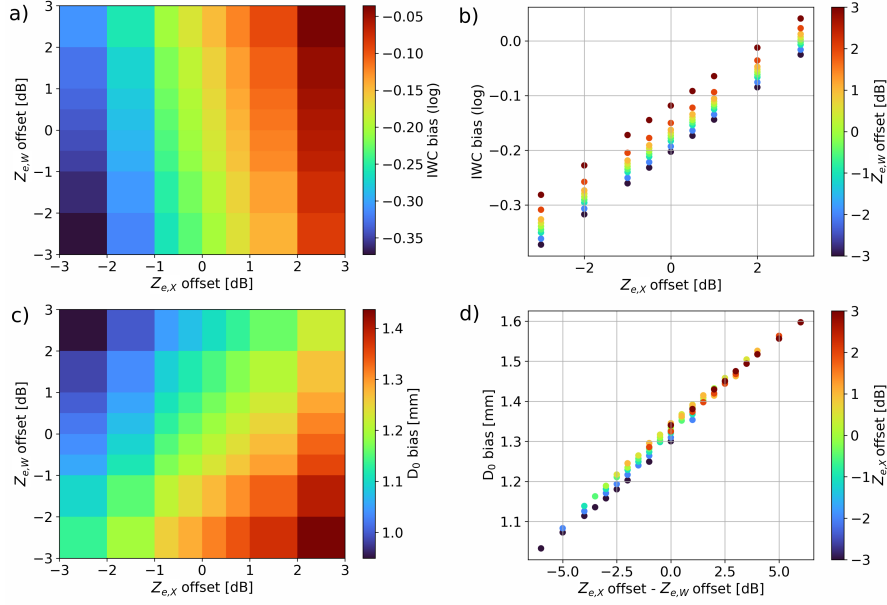 a)
3
2
1
0
−1
−2
−3
Z_e,W offset [dB]
−3 −2 −1 0 1 2 3
Z_e,X offset [dB]
−0.05
−0.10
−0.15
−0.20
−0.25
−0.30
−0.35
IWC bias (log)
b)
0.0
−0.1
−0.2
−0.3
IWC bias (log)
−2 0 2
Z_e,X offset [dB]
3
2
1
0
−1
−2
−3
Z_e,W offset [dB]
c)
3
2
1
0
−1
−2
−3
Z_e,W offset [dB]
−3 −2 −1 0 1 2 3
Z_e,X offset [dB]
1.4
1.3
1.2
1.1
1.0
D₀ bias [mm]
d)
1.6
1.5
1.4
1.3
1.2
1.1
D₀ bias [mm]
−5.0 −2.5 0.0 2.5 5.0
Z_e,X offset - Z_e,W offset [dB]
3
2
1
0
−1
−2
−3
Z_e,X offset [dB]